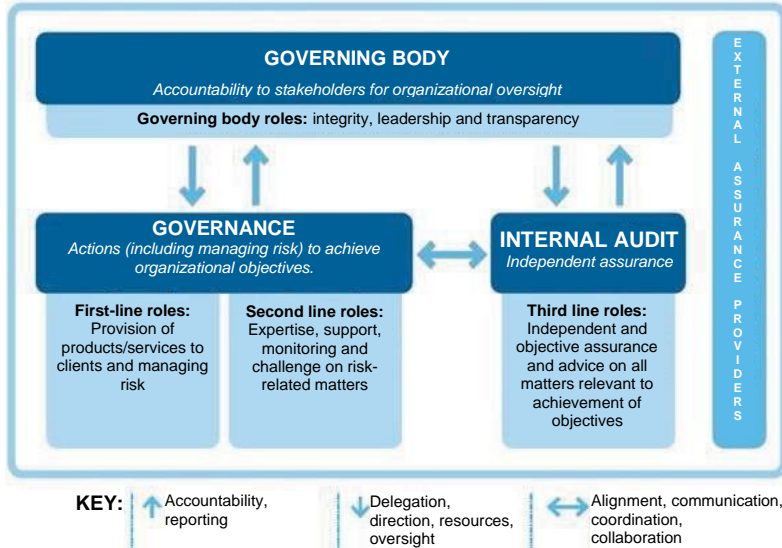 GOVERNING BODY
Accountability to stakeholders for organizational oversight
Governing body roles: integrity, leadership and transparency
GOVERNANCE
Actions (including managing risk) to achieve
organizational objectives.
First-line roles:
Provision of
products/services to
clients and managing
risk
Second line roles:
Expertise, support,
monitoring and
challenge on risk-
related matters
INTERNAL AUDIT
Independent assurance
Third line roles:
Independent and
objective assurance
and advice on all
matters relevant to
achievement of
objectives
EXTERNAL ASSURANCE PROVIDERS
KEY:
Accountability,
reporting
Delegation,
direction, resources,
oversight
Alignment, communication,
coordination,
collaboration